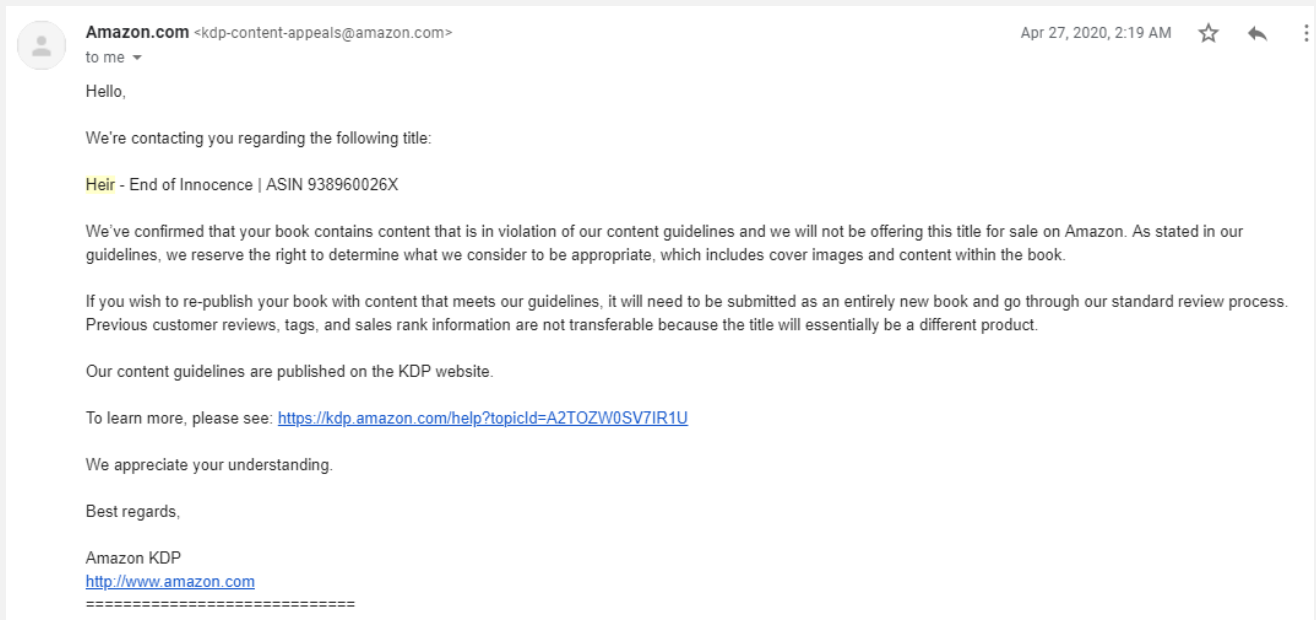 Amazon.com <kdp-content-appeals@amazon.com>
Apr 27, 2020, 2:19 AM
to me
Hello,
We're contacting you regarding the following title:
Heir - End of Innocence | ASIN 938960026X
We've confirmed that your book contains content that is in violation of our content guidelines and we will not be offering this title for sale on Amazon. As stated in our
guidelines, we reserve the right to determine what we consider to be appropriate, which includes cover images and content within the book.
If you wish to re-publish your book with content that meets our guidelines, it will need to be submitted as an entirely new book and go through our standard review process.
Previous customer reviews, tags, and sales rank information are not transferable because the title will essentially be a different product.
Our content guidelines are published on the KDP website.
To learn more, please see: https://kdp.amazon.com/help?topicId=A2TOZW0SV7IR1U
We appreciate your understanding.
Best regards,
Amazon KDP
http://www.amazon.com
=============================